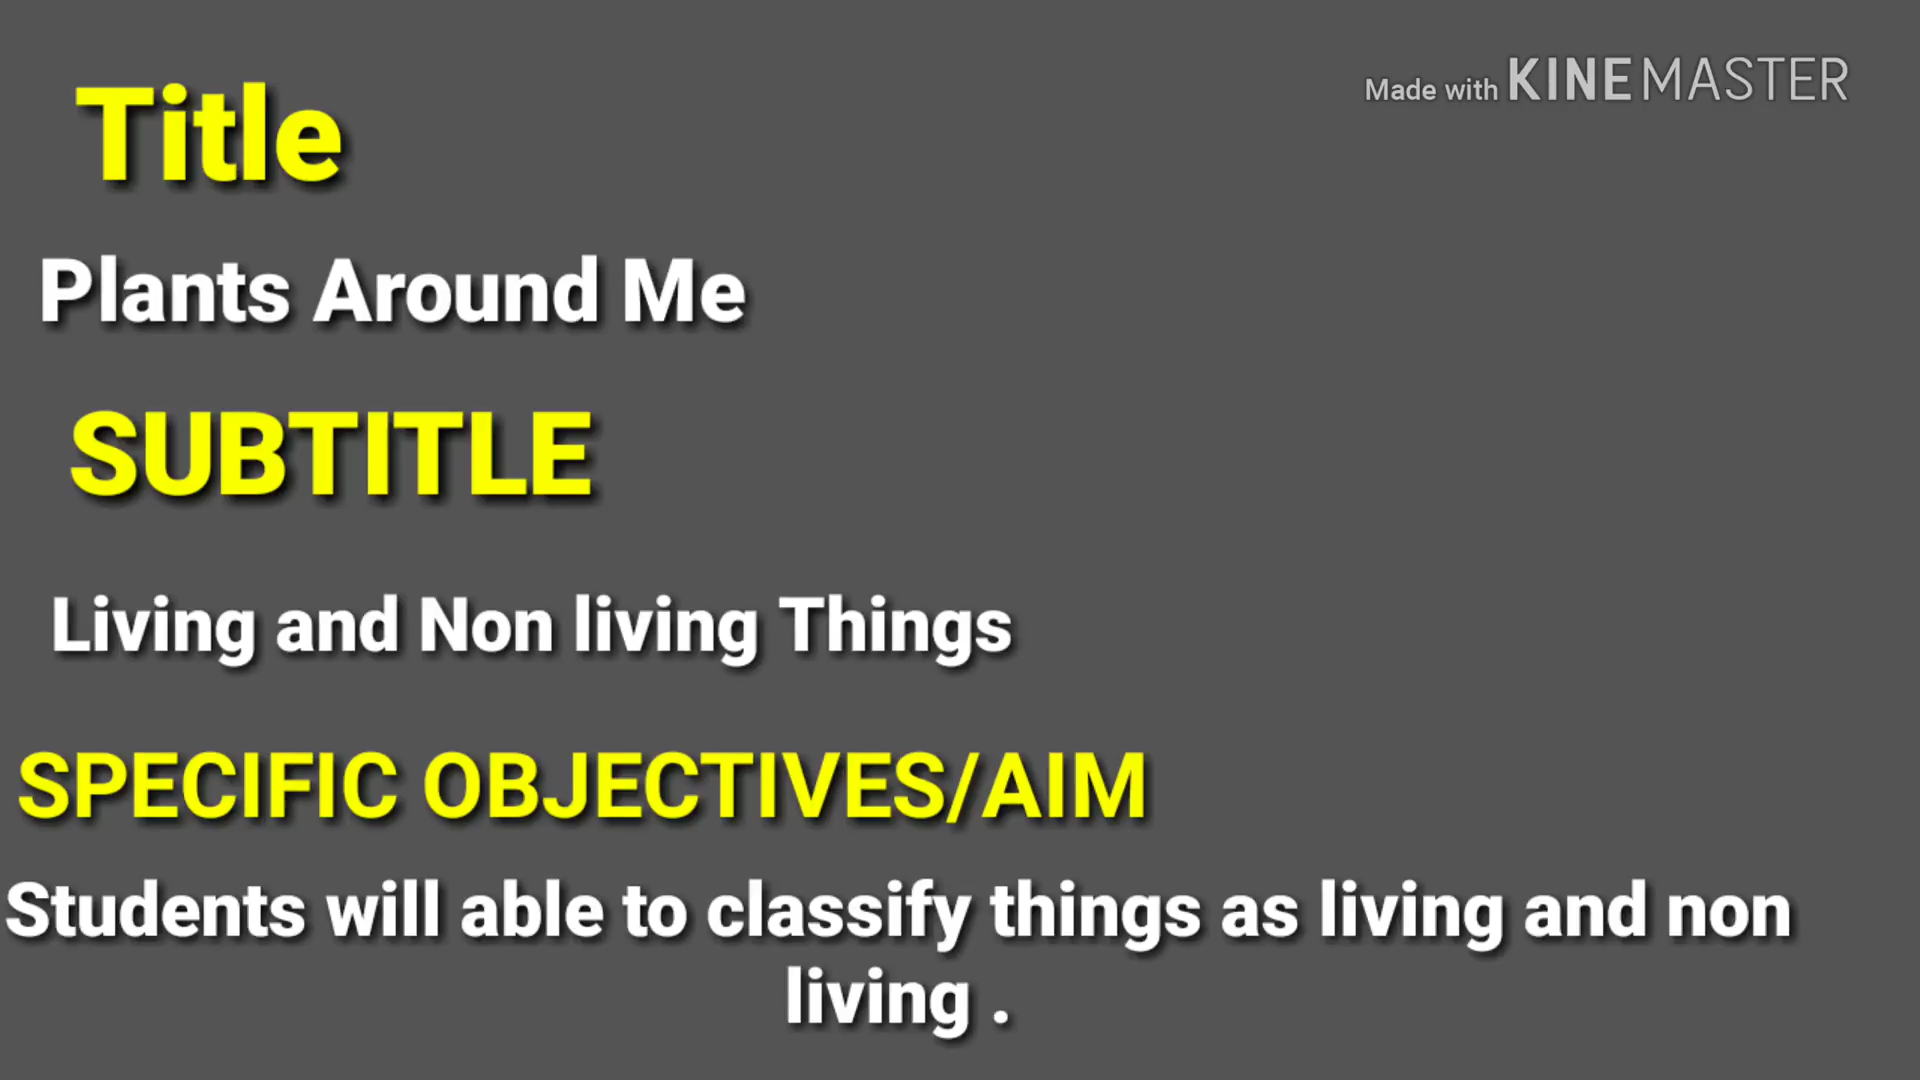 Made with KINEMASTER
Title
Plants Around Me
SUBTITLE
Living and Non living Things
SPECIFIC OBJECTIVES/AIM
Students will able to classify things as living and non
living .